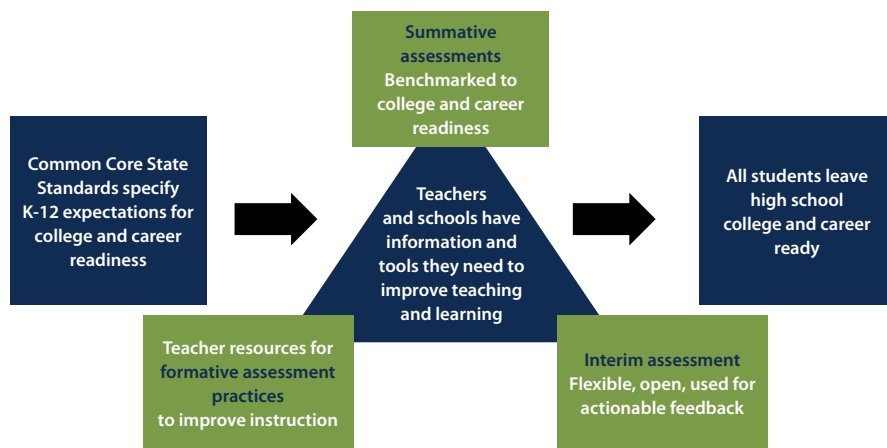 Summative
assessments
Benchmarked to
college and career
readiness
Common Core State
Standards specify
K-12 expectations for
college and career
readiness
Teachers
and schools have
information and
tools they need to
improve teaching
and learning
All students leave
high school
college and career
ready
Teacher resources for
formative assessment
practices
to improve instruction
Interim assessment
Flexible, open, used for
actionable feedback